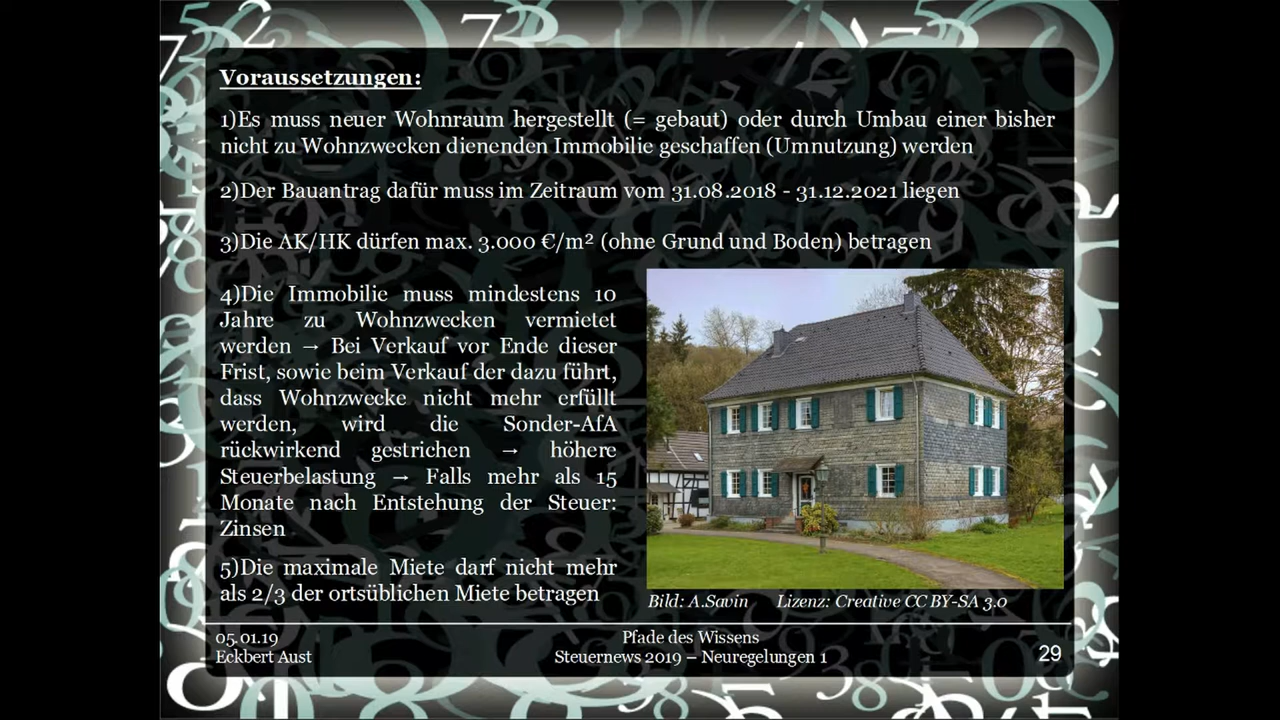 Voraussetzungen:
1)Es muss neuer Wohnraum hergestellt (= gebaut) oder durch Umbau einer bisher
nicht zu Wohnzwecken dienenden Immobilie geschaffen (Umnutzung) werden
2)Der Bauantrag dafür muss im Zeitraum vom 31.08.2018 - 31.12.2021 liegen
3)Die AK/HK dürfen max. 3.000 €/m² (ohne Grund und Boden) betragen
4)Die Immobilie muss mindestens 10
Jahre zu Wohnzwecken vermietet
werden → Bei Verkauf vor Ende dieser
Frist, sowie beim Verkauf der dazu führt,
dass Wohnzwecke nicht mehr erfüllt
werden, wird die Sonder-AfA
rückwirkend gestrichen → höhere
Steuerbelastung → Falls mehr als 15
Monate nach Entstehung der Steuer:
Zinsen
5)Die maximale Miete darf nicht mehr
als 2/3 der ortsüblichen Miete betragen
Bild: A.Savin Lizenz: Creative CC BY-SA 3.0
05.01.19
Eckbert Aust
Pfade des Wissens
Steuernews 2019 – Neuregelungen 1
29